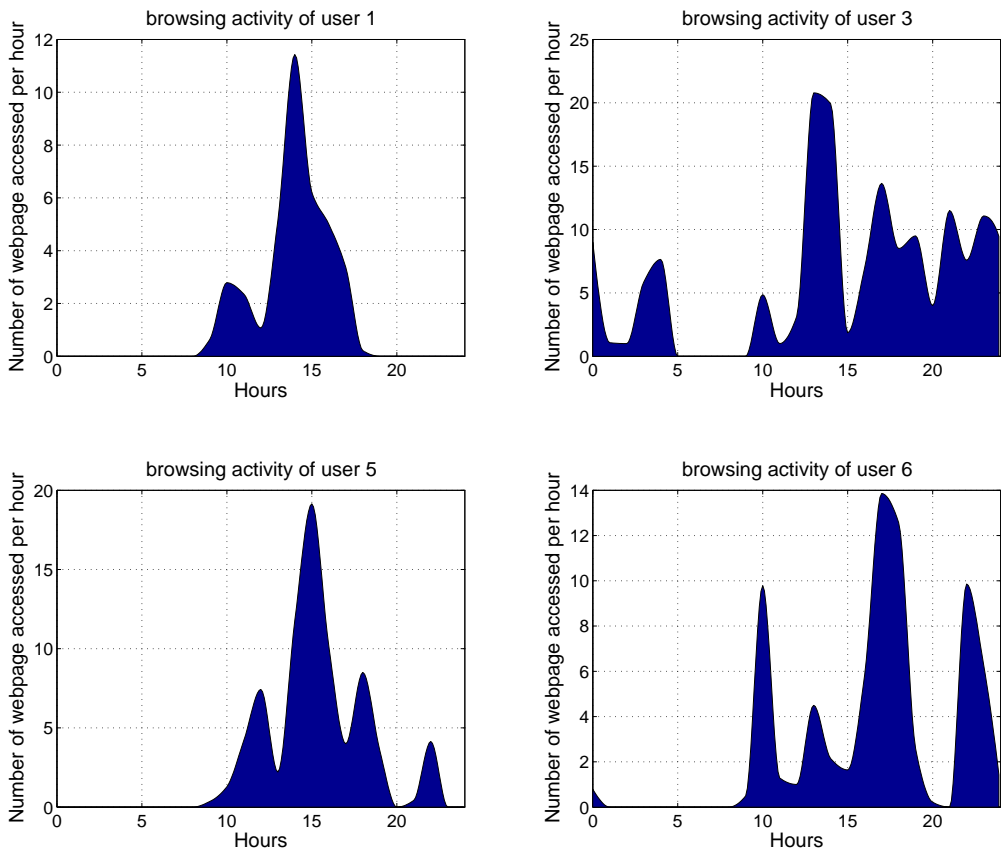 browsing activity of user 1
Number of webpage accessed per hour
12
10
8
6
4
2
0
0 5 10 15 20
Hours
browsing activity of user 3
Number of webpage accessed per hour
25
20
15
10
5
0
0 5 10 15 20
Hours
browsing activity of user 5
Number of webpage accessed per hour
20
15
10
5
0
0 5 10 15 20
Hours
browsing activity of user 6
Number of webpage accessed per hour
14
12
10
8
6
4
2
0
0 5 10 15 20
Hours